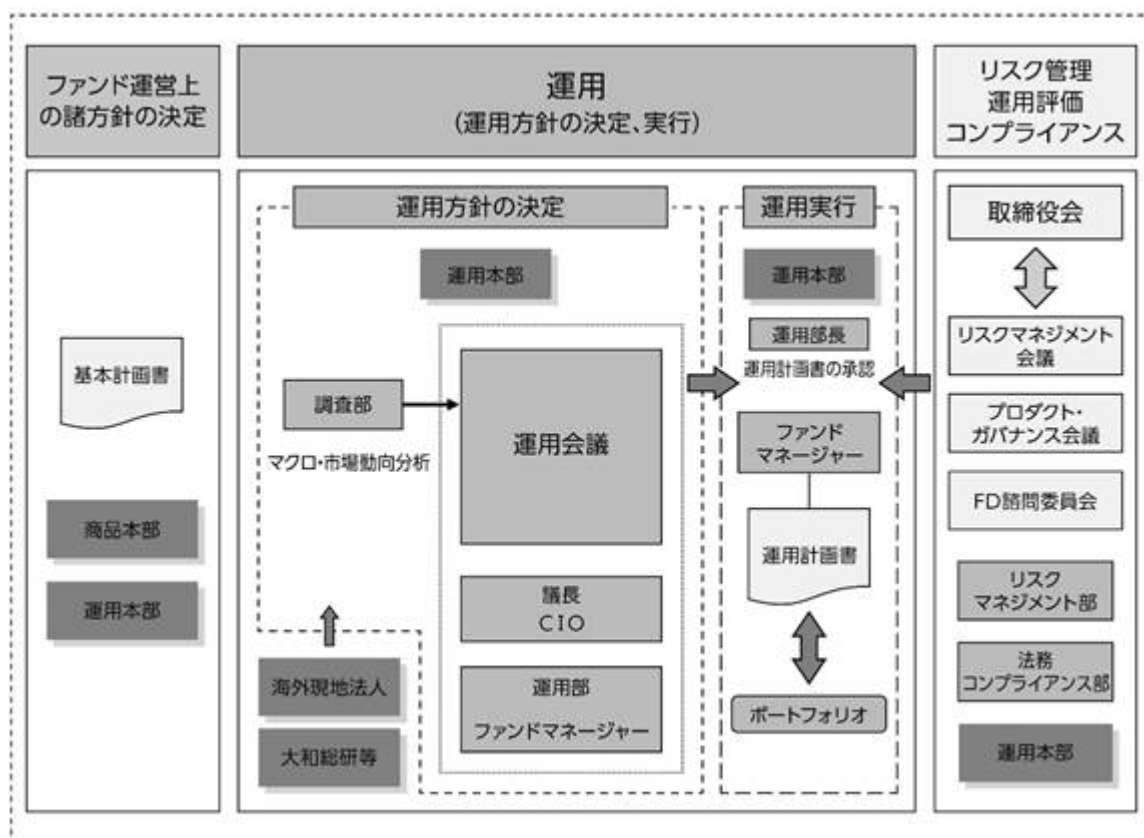 ファンド運営上
の諸方針の決定
運用
(運用方針の決定、実行)
リスク管理
運用評価
コンプライアンス
基本計画書
商品本部
運用本部
運用方針の決定
運用本部
調査部
マクロ・市場動向分析
運用会議
議長
CIO
運用部
ファンドマネージャー
海外現地法人
大和総研等
運用実行
運用本部
運用部長
運用計画書の承認
ファンド
マネージャー
運用計画書
ポートフォリオ
取締役会
リスクマネジメント
会議
プロダクト・
ガバナンス会議
FD諮問委員会
リスク
マネジメント部
法務
コンプライアンス部
運用本部